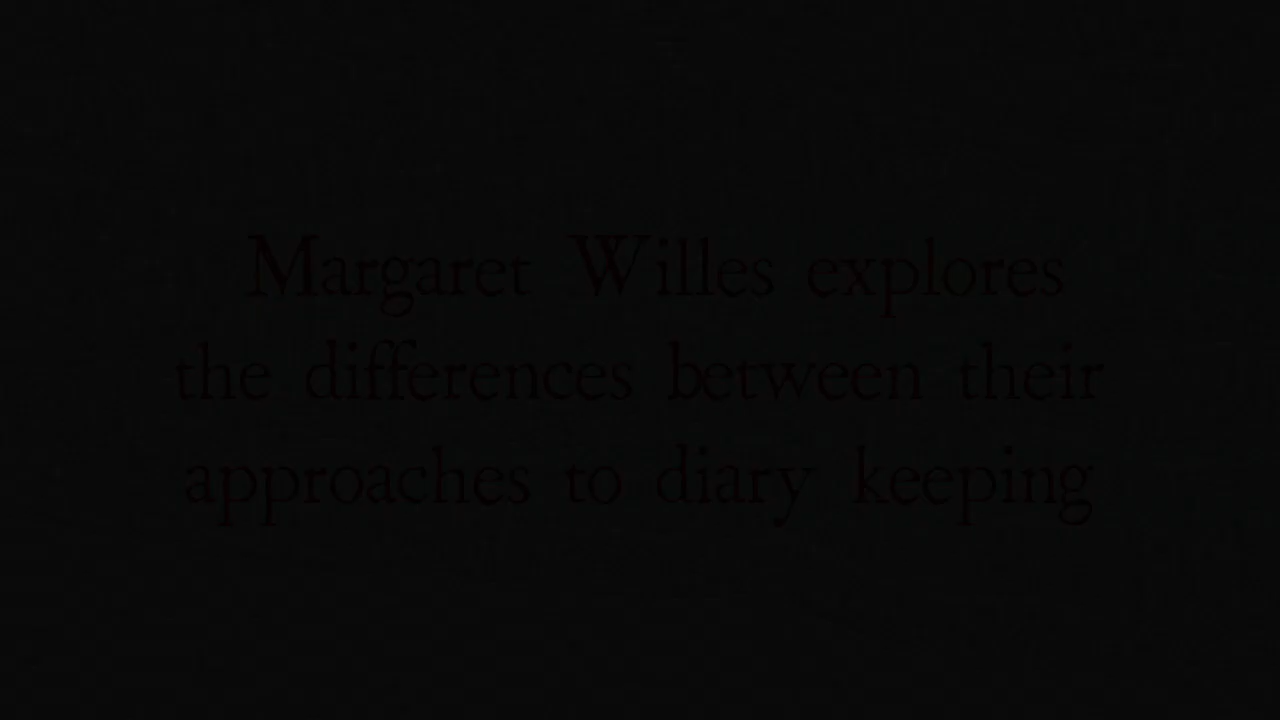 Margaret Willes explores
the differences between their
approaches to diary keeping